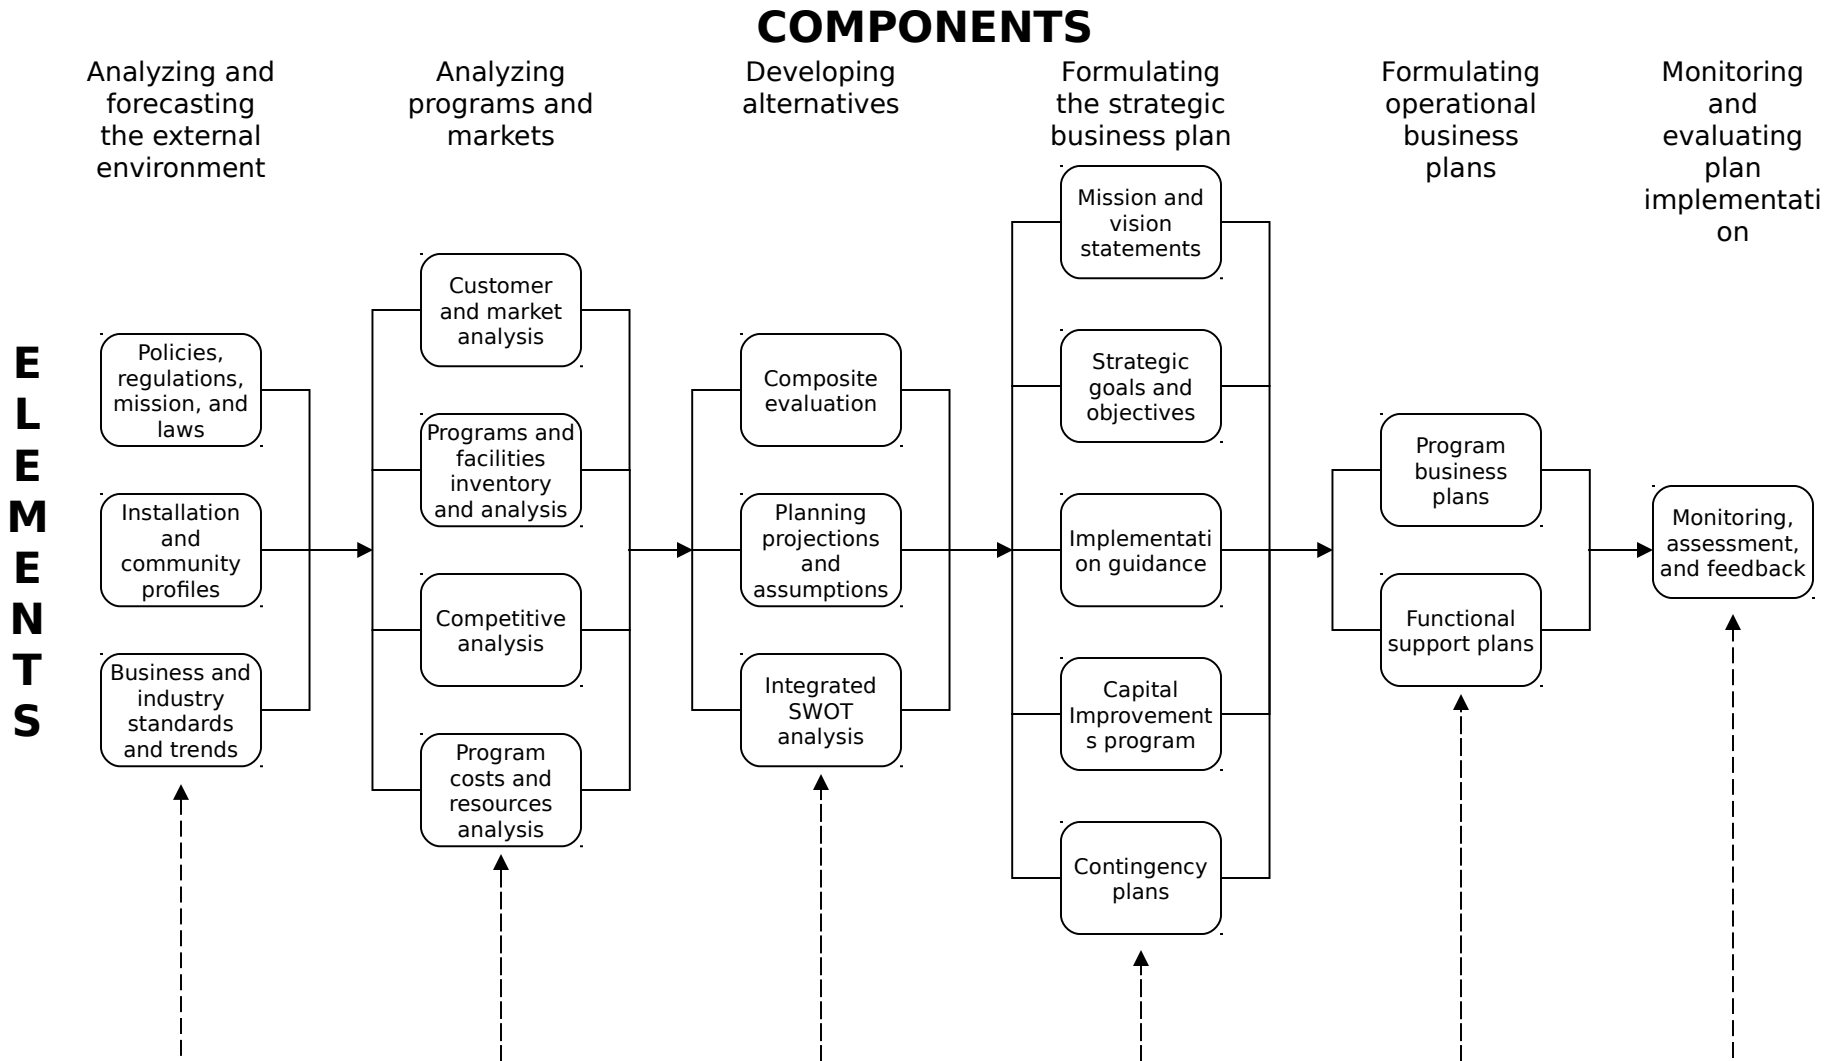 COMPONENTS
Analyzing and
forecasting
the external
environment
Analyzing
programs and
markets
Developing
alternatives
Formulating
the strategic
business plan
Formulating
operational
business
plans
Monitoring
and
evaluating
plan
implementati
on
E
L
E
M
E
N
T
S
Policies,
regulations,
mission, and
laws
Installation
and
community
profiles
Business and
industry
standards
and trends
Customer
and market
analysis
Programs and
facilities
inventory
and analysis
Competitive
analysis
Program
costs and
resources
analysis
Composite
evaluation
Planning
projections
and
assumptions
Integrated
SWOT
analysis
Mission and
vision
statements
Strategic
goals and
objectives
Implementati
on guidance
Capital
Improvement
s program
Contingency
plans
Program
business
plans
Functional
support plans
Monitoring,
assessment,
and feedback